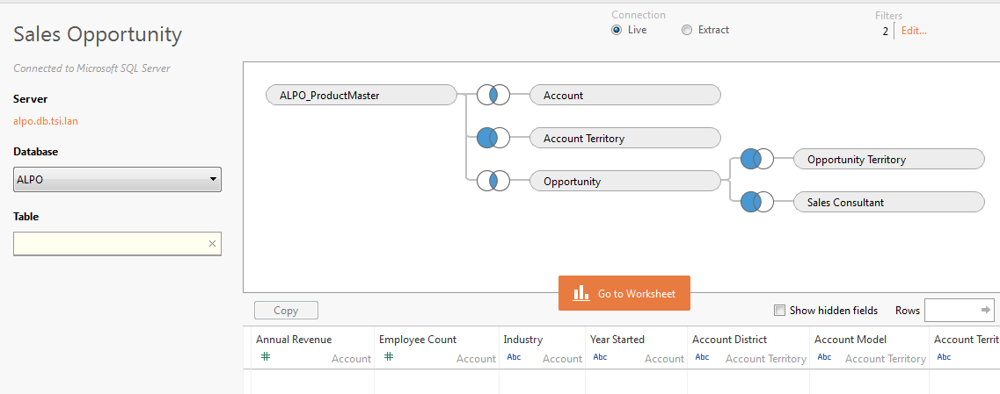 Sales Opportunity
Connected to Microsoft SQL Server
Server
alpo.db.tsi.lan
Database
ALPO
Table
Connection
Live Extract
Filters
2 Edit...
ALPO_ProductMaster
Account
Account Territory
Opportunity
Opportunity Territory
Sales Consultant
Go to Worksheet
Copy
Show hidden fields Rows
Annual Revenue Employee Count Industry Year Started Account District Account Model Account Territ
# Account # Account Abc Account Abc Account Abc Account Territory Abc Account Territory Abc